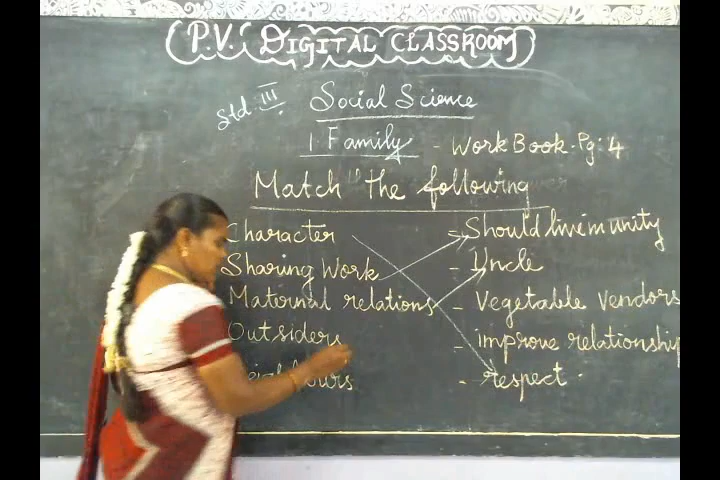 P.V. DIGITAL CLASSROOM
Std. III. Social Science
1. Family - Work Book. Pg: 4
Match the following
Character - Should live in unity
Sharing Work - Uncle
Maternal relations - Vegetable vendors
Outsiders - improve relationship
- respect.